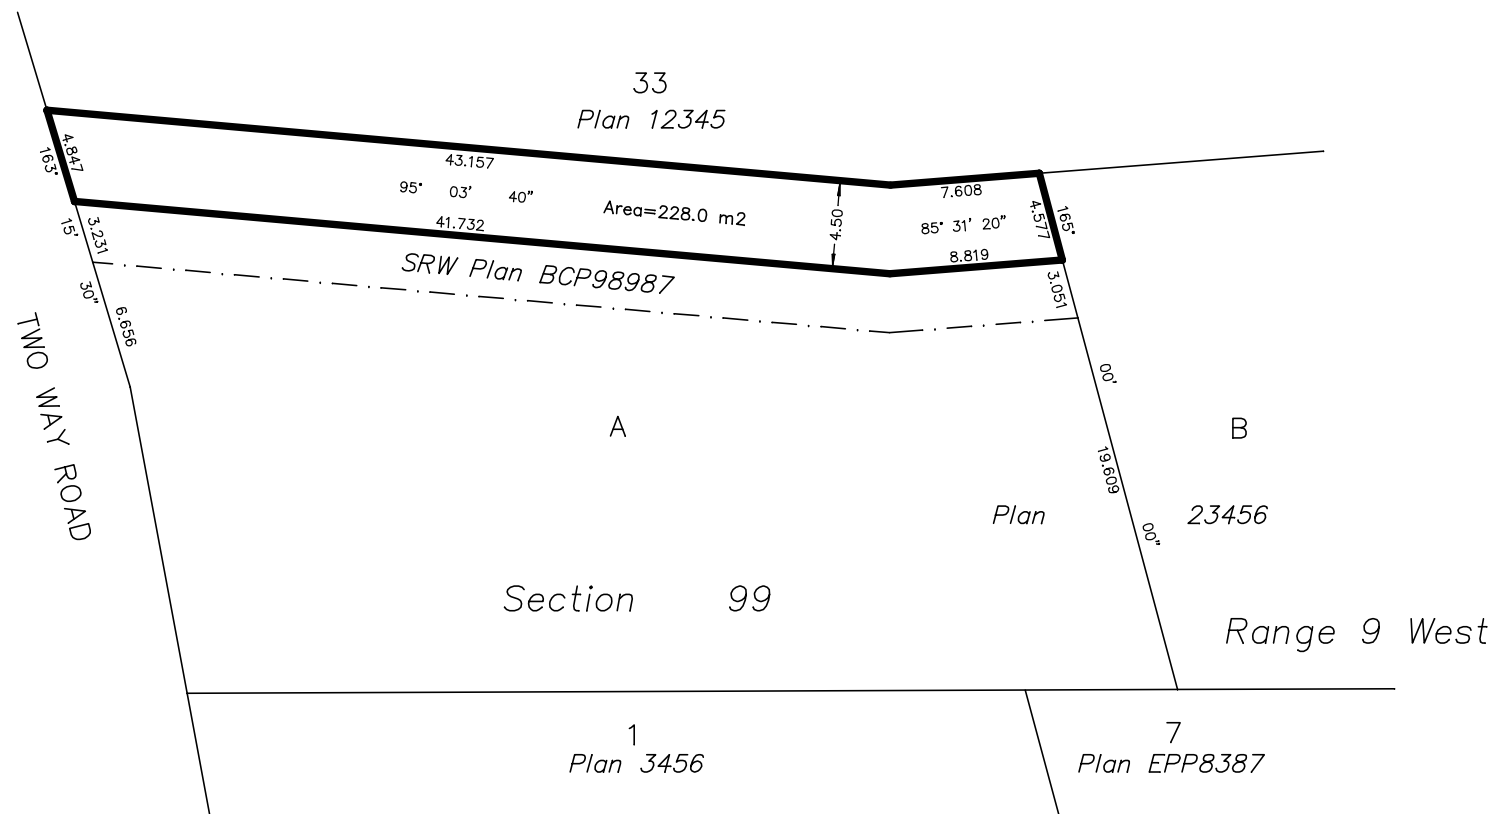 33
Plan 12345
4.847
163°
43.157
95° 03' 40"
Area=228.0 m2
41.732
4.50
7.608
85° 31' 20"
8.819
4.577
165°
15'
3.231
SRW Plan BCP98987
3.051
30"
6.656
TWO WAY ROAD
00'
A
B
19.609
Plan 23456
00"
Section 99
Range 9 West
1
Plan 3456
7
Plan EPP8387